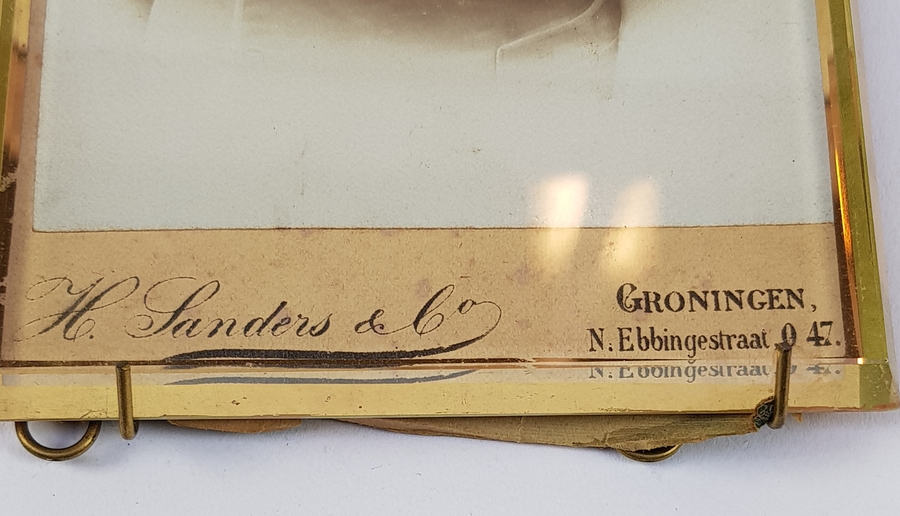 H. Sanders & Co
GRONINGEN,
N. Ebbingestraat O 47.